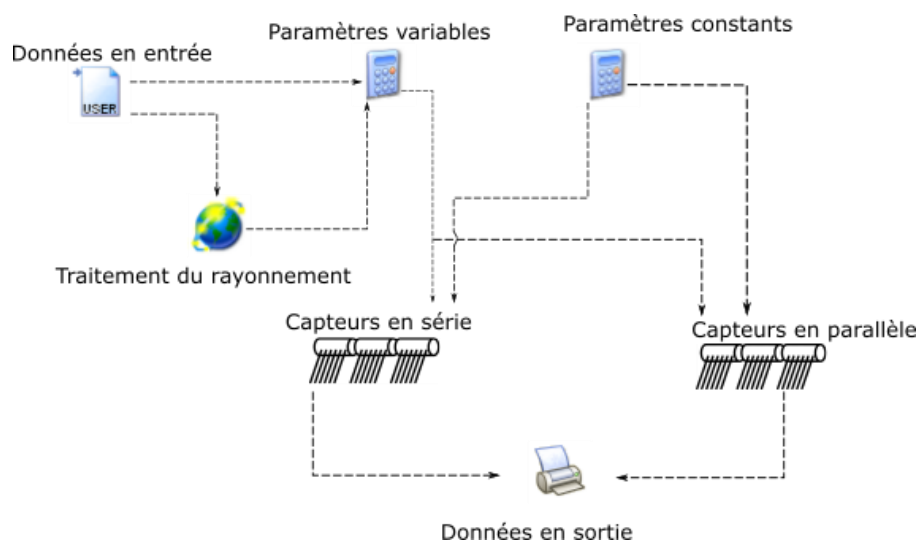 Données en entrée
Paramètres variables
Paramètres constants
USER
Traitement du rayonnement
Capteurs en série
Capteurs en parallèle
Données en sortie